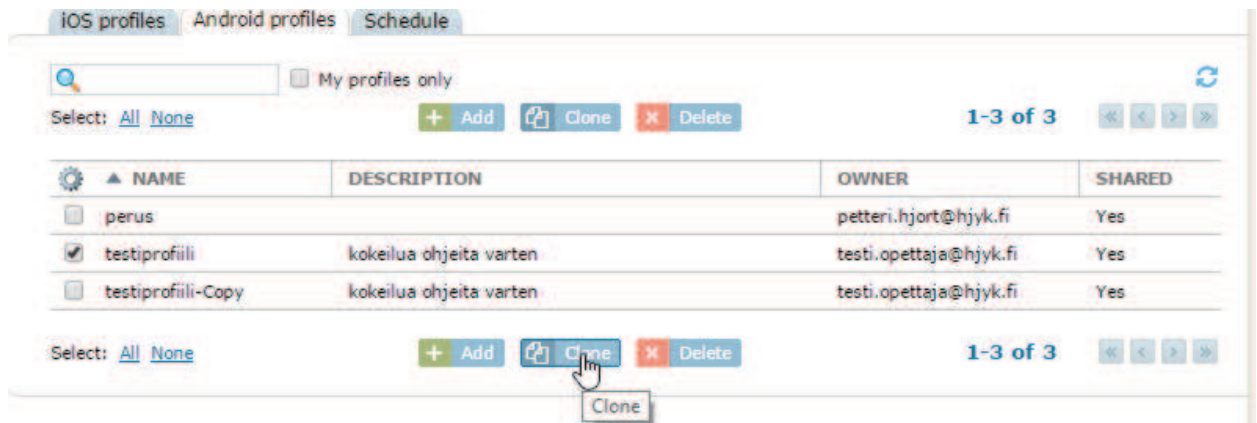 iOS profiles Android profiles Schedule
My profiles only
Select: All None + Add Clone x Delete 1-3 of 3 « < > »
▲ NAME DESCRIPTION OWNER SHARED
perus petteri.hjort@hjyk.fi Yes
testiprofiili kokeilua ohjeita varten testi.opettaja@hjyk.fi Yes
testiprofiili-Copy kokeilua ohjeita varten testi.opettaja@hjyk.fi Yes
Select: All None + Add Clone x Delete 1-3 of 3 « < > »
Clone